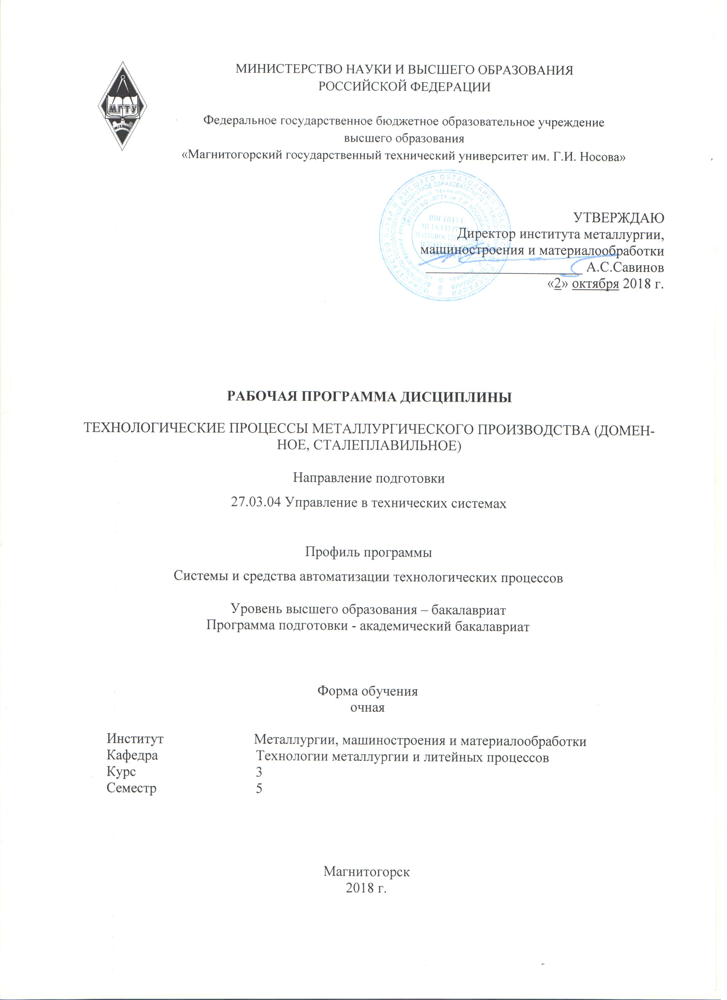 МИНИСТЕРСТВО НАУКИ И ВЫСШЕГО ОБРАЗОВАНИЯ
РОССИЙСКОЙ ФЕДЕРАЦИИ
МГТУ
Федеральное государственное бюджетное образовательное учреждение
высшего образования
«Магнитогорский государственный технический университет им. Г.И. Носова»
УТВЕРЖДАЮ
Директор института металлургии,
машиностроения и материалообработки
А.С.Савинов
«2» октября 2018 г.
РАБОЧАЯ ПРОГРАММА ДИСЦИПЛИНЫ
ТЕХНОЛОГИЧЕСКИЕ ПРОЦЕССЫ МЕТАЛЛУРГИЧЕСКОГО ПРОИЗВОДСТВА (ДОМЕН-
НОЕ, СТАЛЕПЛАВИЛЬНОЕ)
Направление подготовки
27.03.04 Управление в технических системах
Профиль программы
Системы и средства автоматизации технологических процессов
Уровень высшего образования – бакалавриат
Программа подготовки - академический бакалавриат
Форма обучения
очная
Институт Металлургии, машиностроения и материалообработки
Кафедра Технологии металлургии и литейных процессов
Курс 3
Семестр 5
Магнитогорск
2018 г.